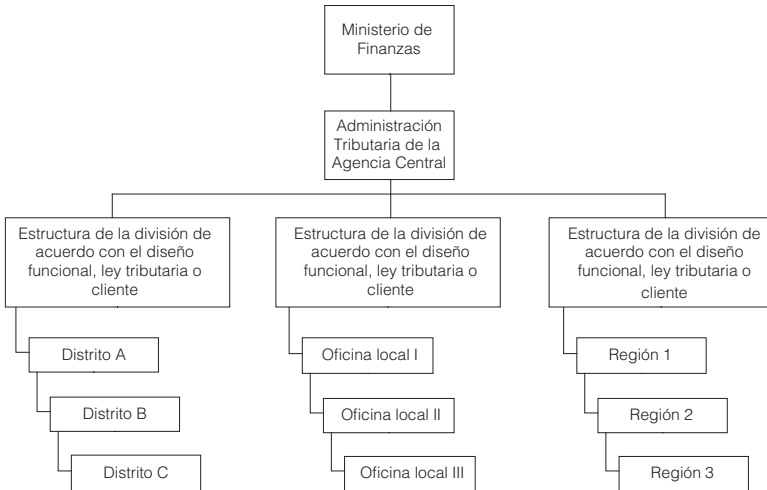 Ministerio de
Finanzas
Administración
Tributaria de la
Agencia Central
Estructura de la división de
acuerdo con el diseño
funcional, ley tributaria o
cliente
Estructura de la división de
acuerdo con el diseño
funcional, ley tributaria o
cliente
Estructura de la división de
acuerdo con el diseño
funcional, ley tributaria o
cliente
Distrito A
Distrito B
Distrito C
Oficina local I
Oficina local II
Oficina local III
Región 1
Región 2
Región 3